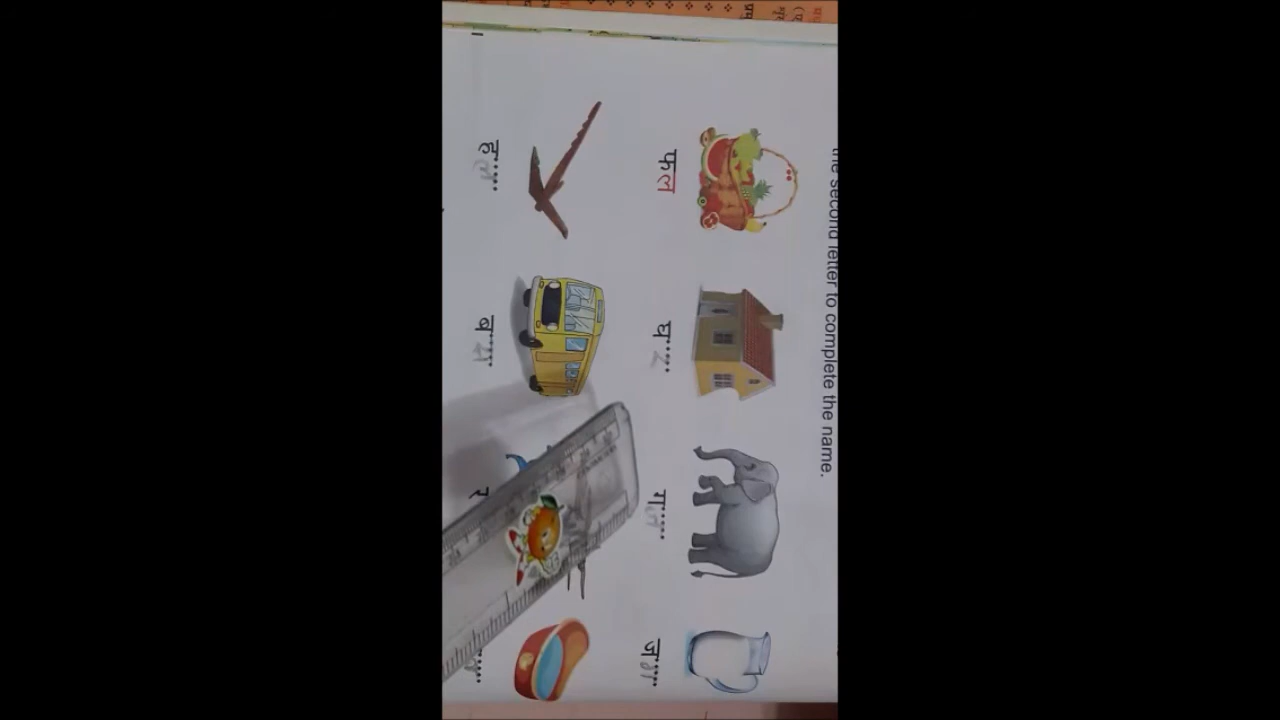 the second letter to complete the name.
फल
घर
गज
जग
हल
बस
र